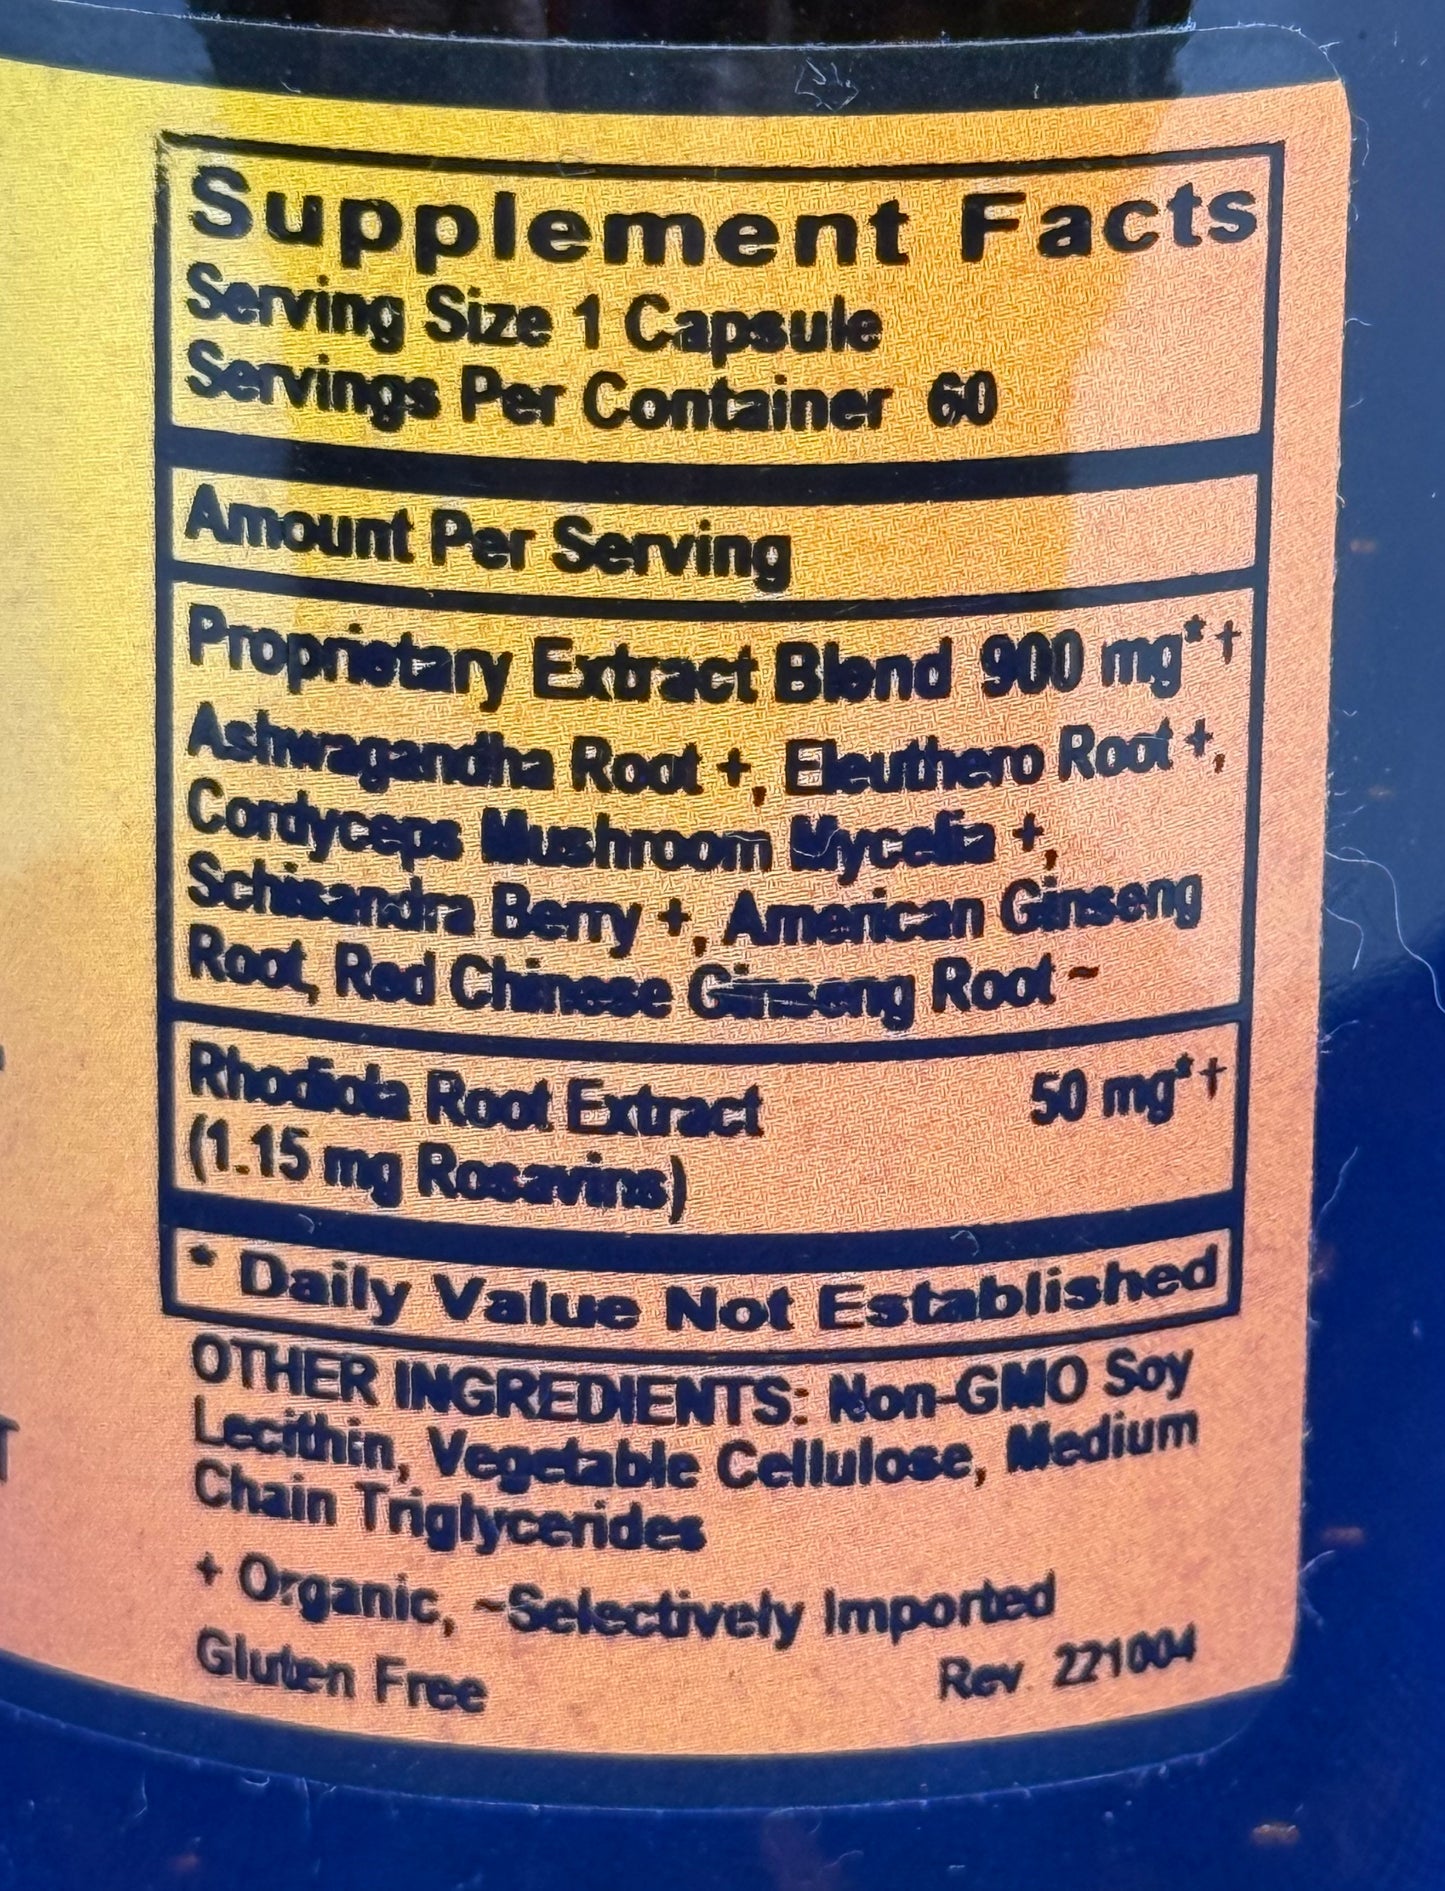 Supplement Facts
Serving Size 1 Capsule
Servings Per Container 60
Amount Per Serving
Proprietary Extract Blend 900 mg*†
Ashwagandha Root +, Eleuthero Root +,
Cordyceps Mushroom Mycelia +,
Schisandra Berry +, American Ginseng
Root, Red Chinese Ginseng Root ~
Rhodiola Root Extract 50 mg*†
(1.15 mg Rosavins)
* Daily Value Not Established
OTHER INGREDIENTS: Non-GMO Soy
Lecithin, Vegetable Cellulose, Medium
Chain Triglycerides
+ Organic, ~Selectively Imported
Gluten Free Rev. 221004